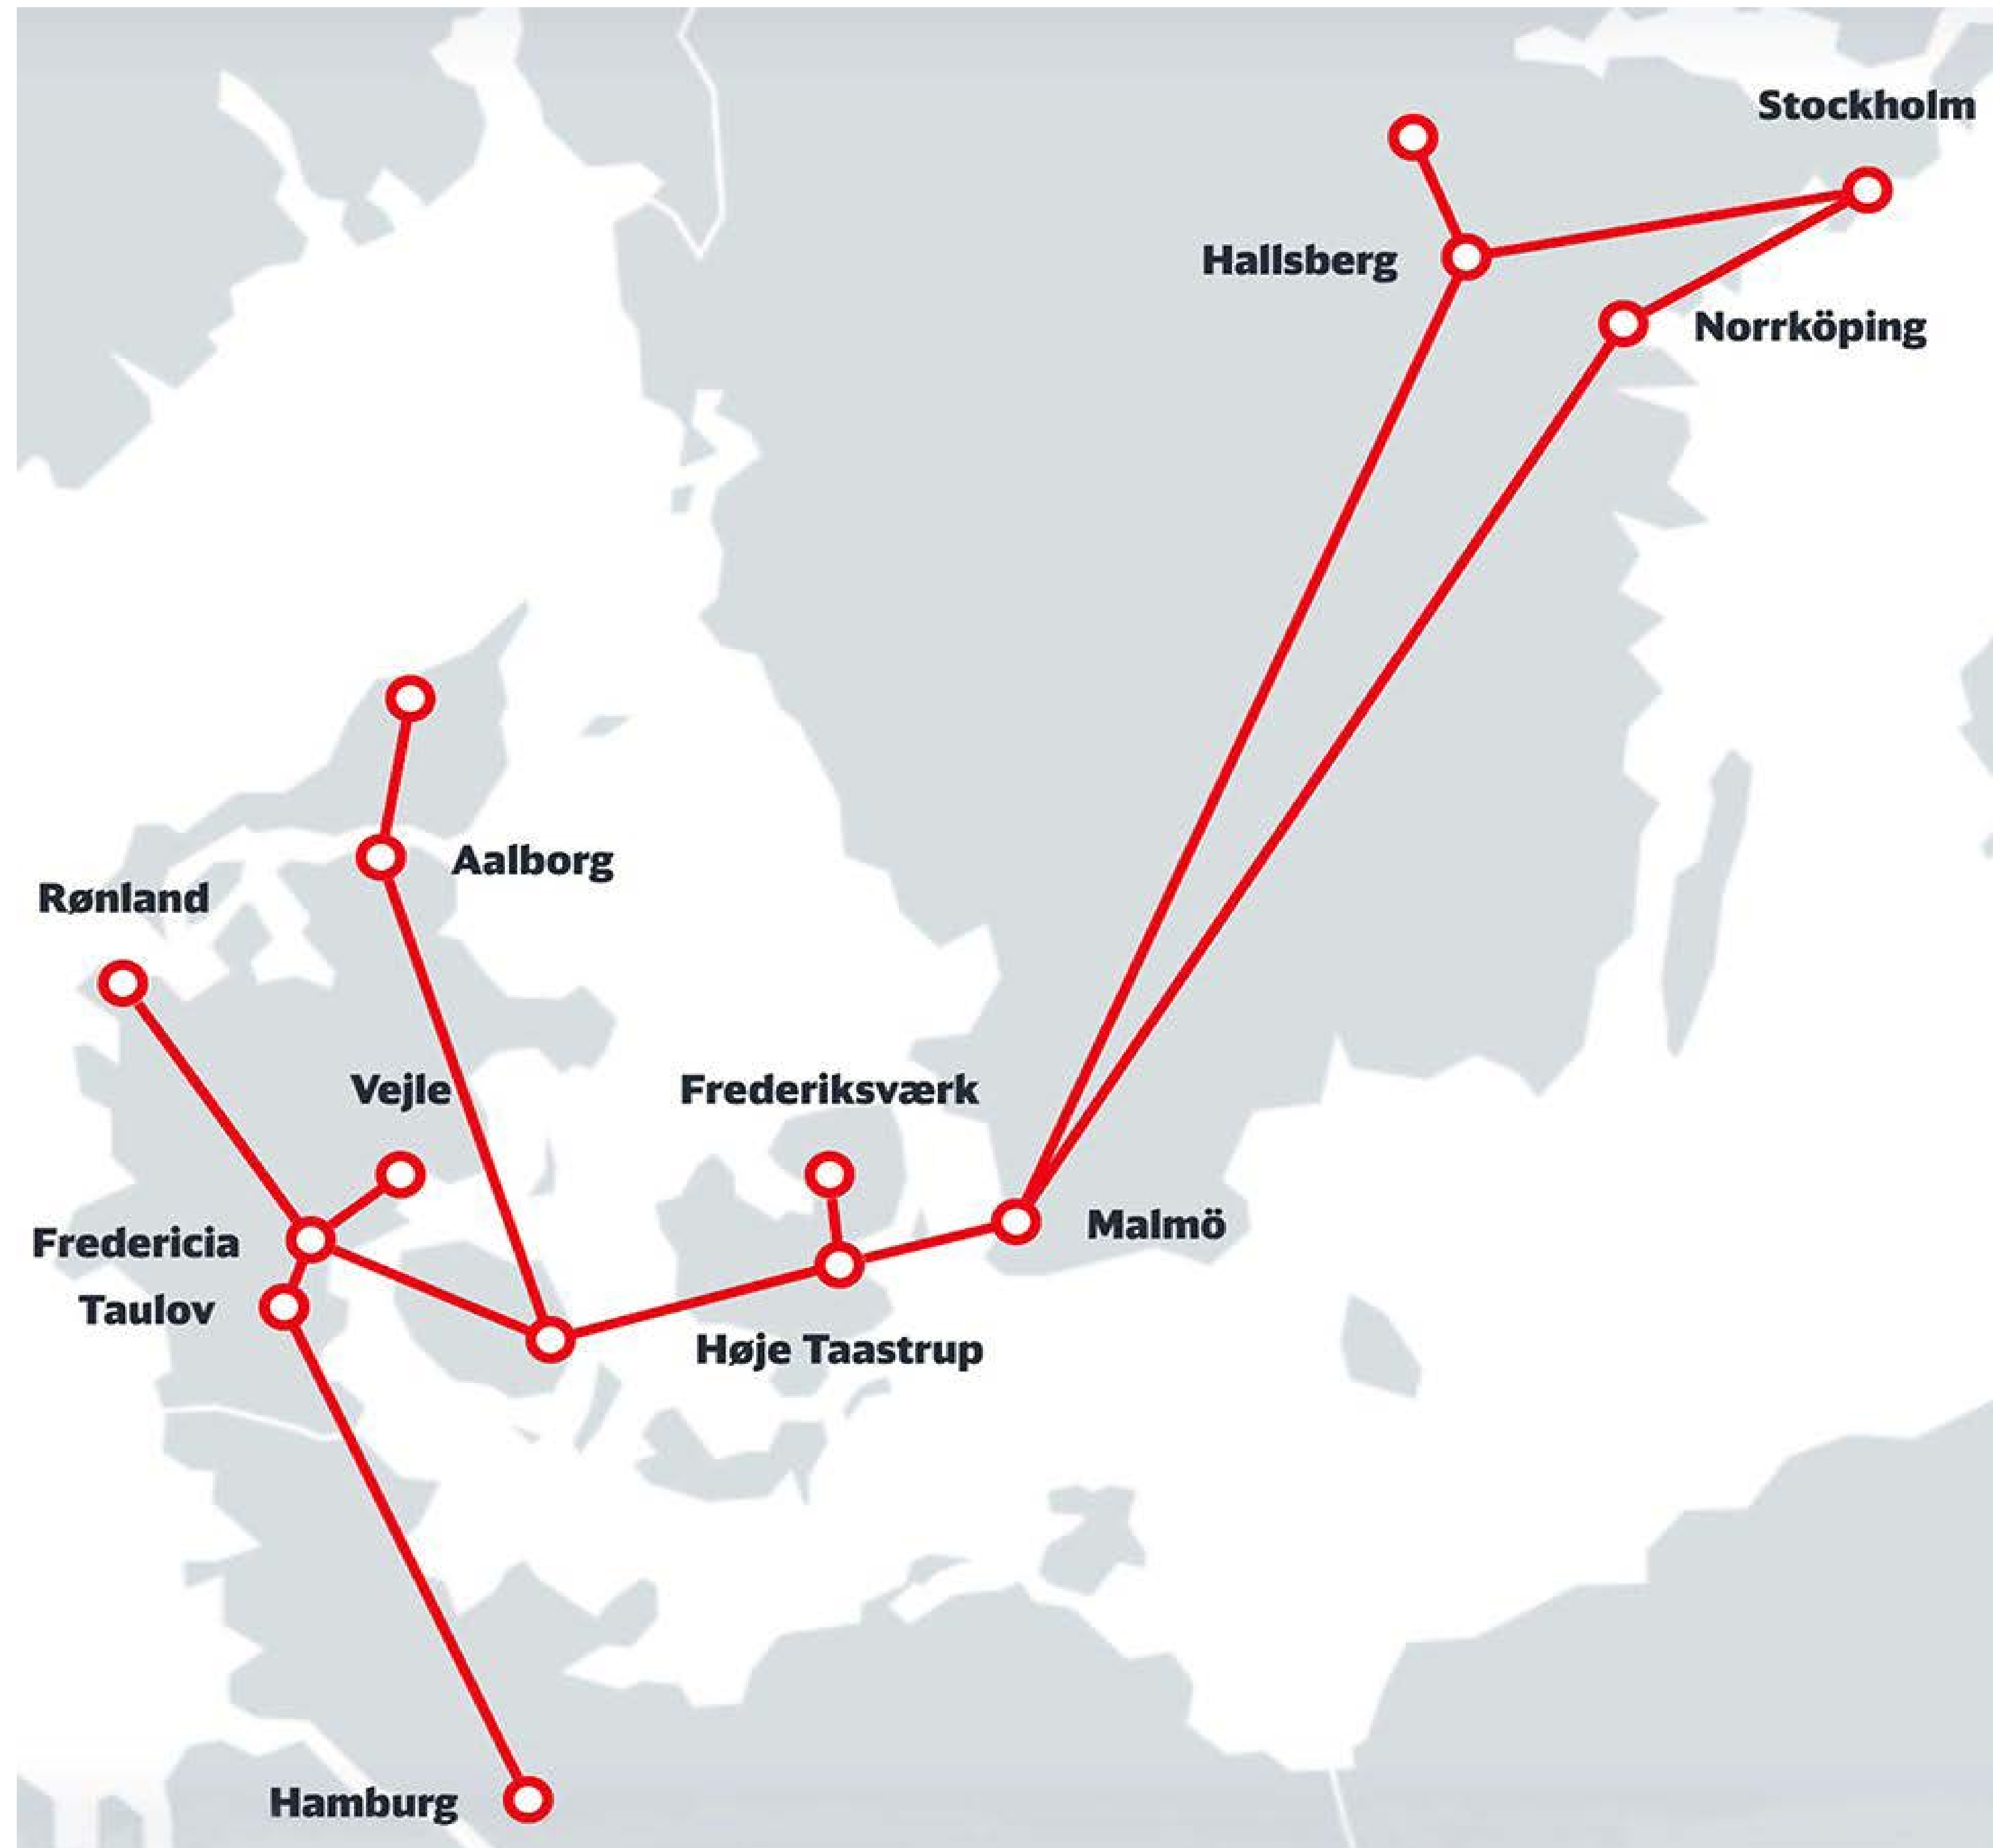 Stockholm
Hallsberg
Norrköping
Aalborg
Rønland
Vejle
Frederiksværk
Malmö
Fredericia
Taulov
Høje Taastrup
Hamburg